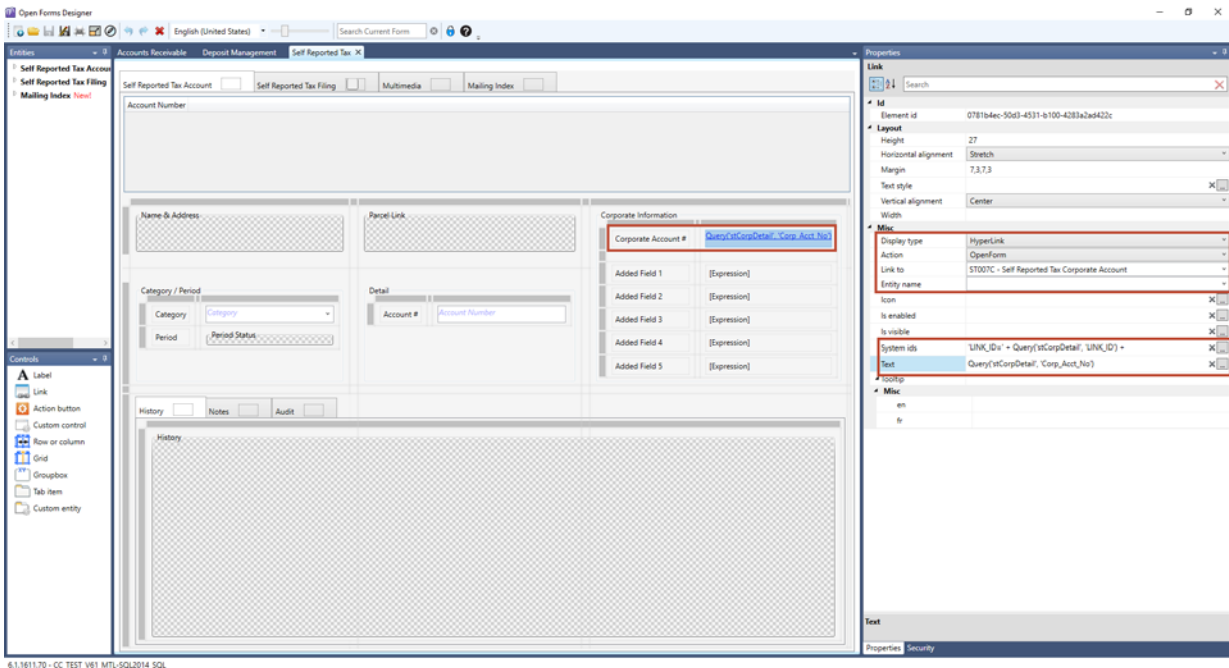 Open Forms Designer
English (United States)
Search Current Form
Entities
Self Reported Tax Accou
Self Reported Tax Filing
Mailing Index New!
Controls
Label
Link
Action button
Custom control
Row or column
Grid
Groupbox
Tab item
Custom entity
Accounts Receivable Deposit Management Self Reported Tax
Self Reported Tax Account Self Reported Tax Filing Multimedia Mailing Index
Account Number
Name & Address
Parcel Link
Corporate Information
Corporate Account # Query('stCorpDetail', 'Corp_Acct_No')
Added Field 1 [Expression]
Added Field 2 [Expression]
Added Field 3 [Expression]
Added Field 4 [Expression]
Added Field 5 [Expression]
Category / Period
Category Category
Period Period Status
Detail
Account # Account Number
History Notes Audit
History
Properties
Link
Search
Id
Element id 0781b4ec-50d3-4531-b100-4283a2ad422c
Layout
Height 27
Horizontal alignment Stretch
Margin 7,3,7,3
Text style
Vertical alignment Center
Width
Misc
Display type HyperLink
Action OpenForm
Link to ST007C - Self Reported Tax Corporate Account
Entity name
Icon
Is enabled
Is visible
System ids 'LINK_ID=' + Query('stCorpDetail', 'LINK_ID') +
Text Query('stCorpDetail', 'Corp_Acct_No')
Tooltip
Misc
en
fr
Text
Properties Security
6.1.1611.70 - CC_TEST_V61_MTL-SQL2014_SQL